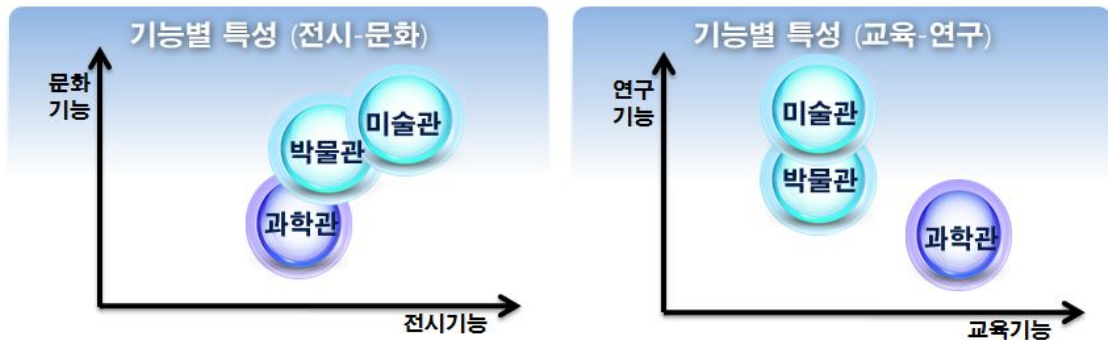 기능별 특성 (전시-문화)
문화
기능
미술관
박물관
과학관
전시기능
기능별 특성 (교육-연구)
연구
기능
미술관
박물관
과학관
교육기능